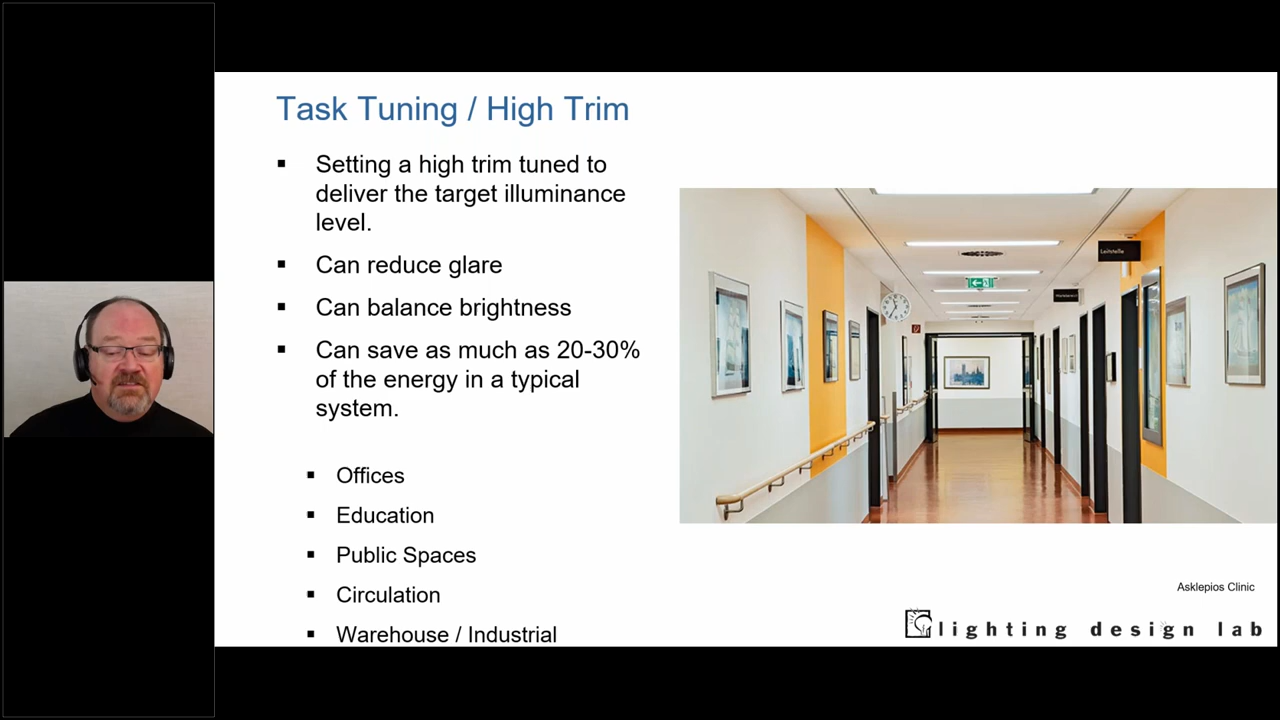 Task Tuning / High Trim
▪ Setting a high trim tuned to
deliver the target illuminance
level.
▪ Can reduce glare
▪ Can balance brightness
▪ Can save as much as 20-30%
of the energy in a typical
system.
▪ Offices
▪ Education
▪ Public Spaces
▪ Circulation
▪ Warehouse / Industrial
Leitstelle
Asklepios Clinic
lighting design lab